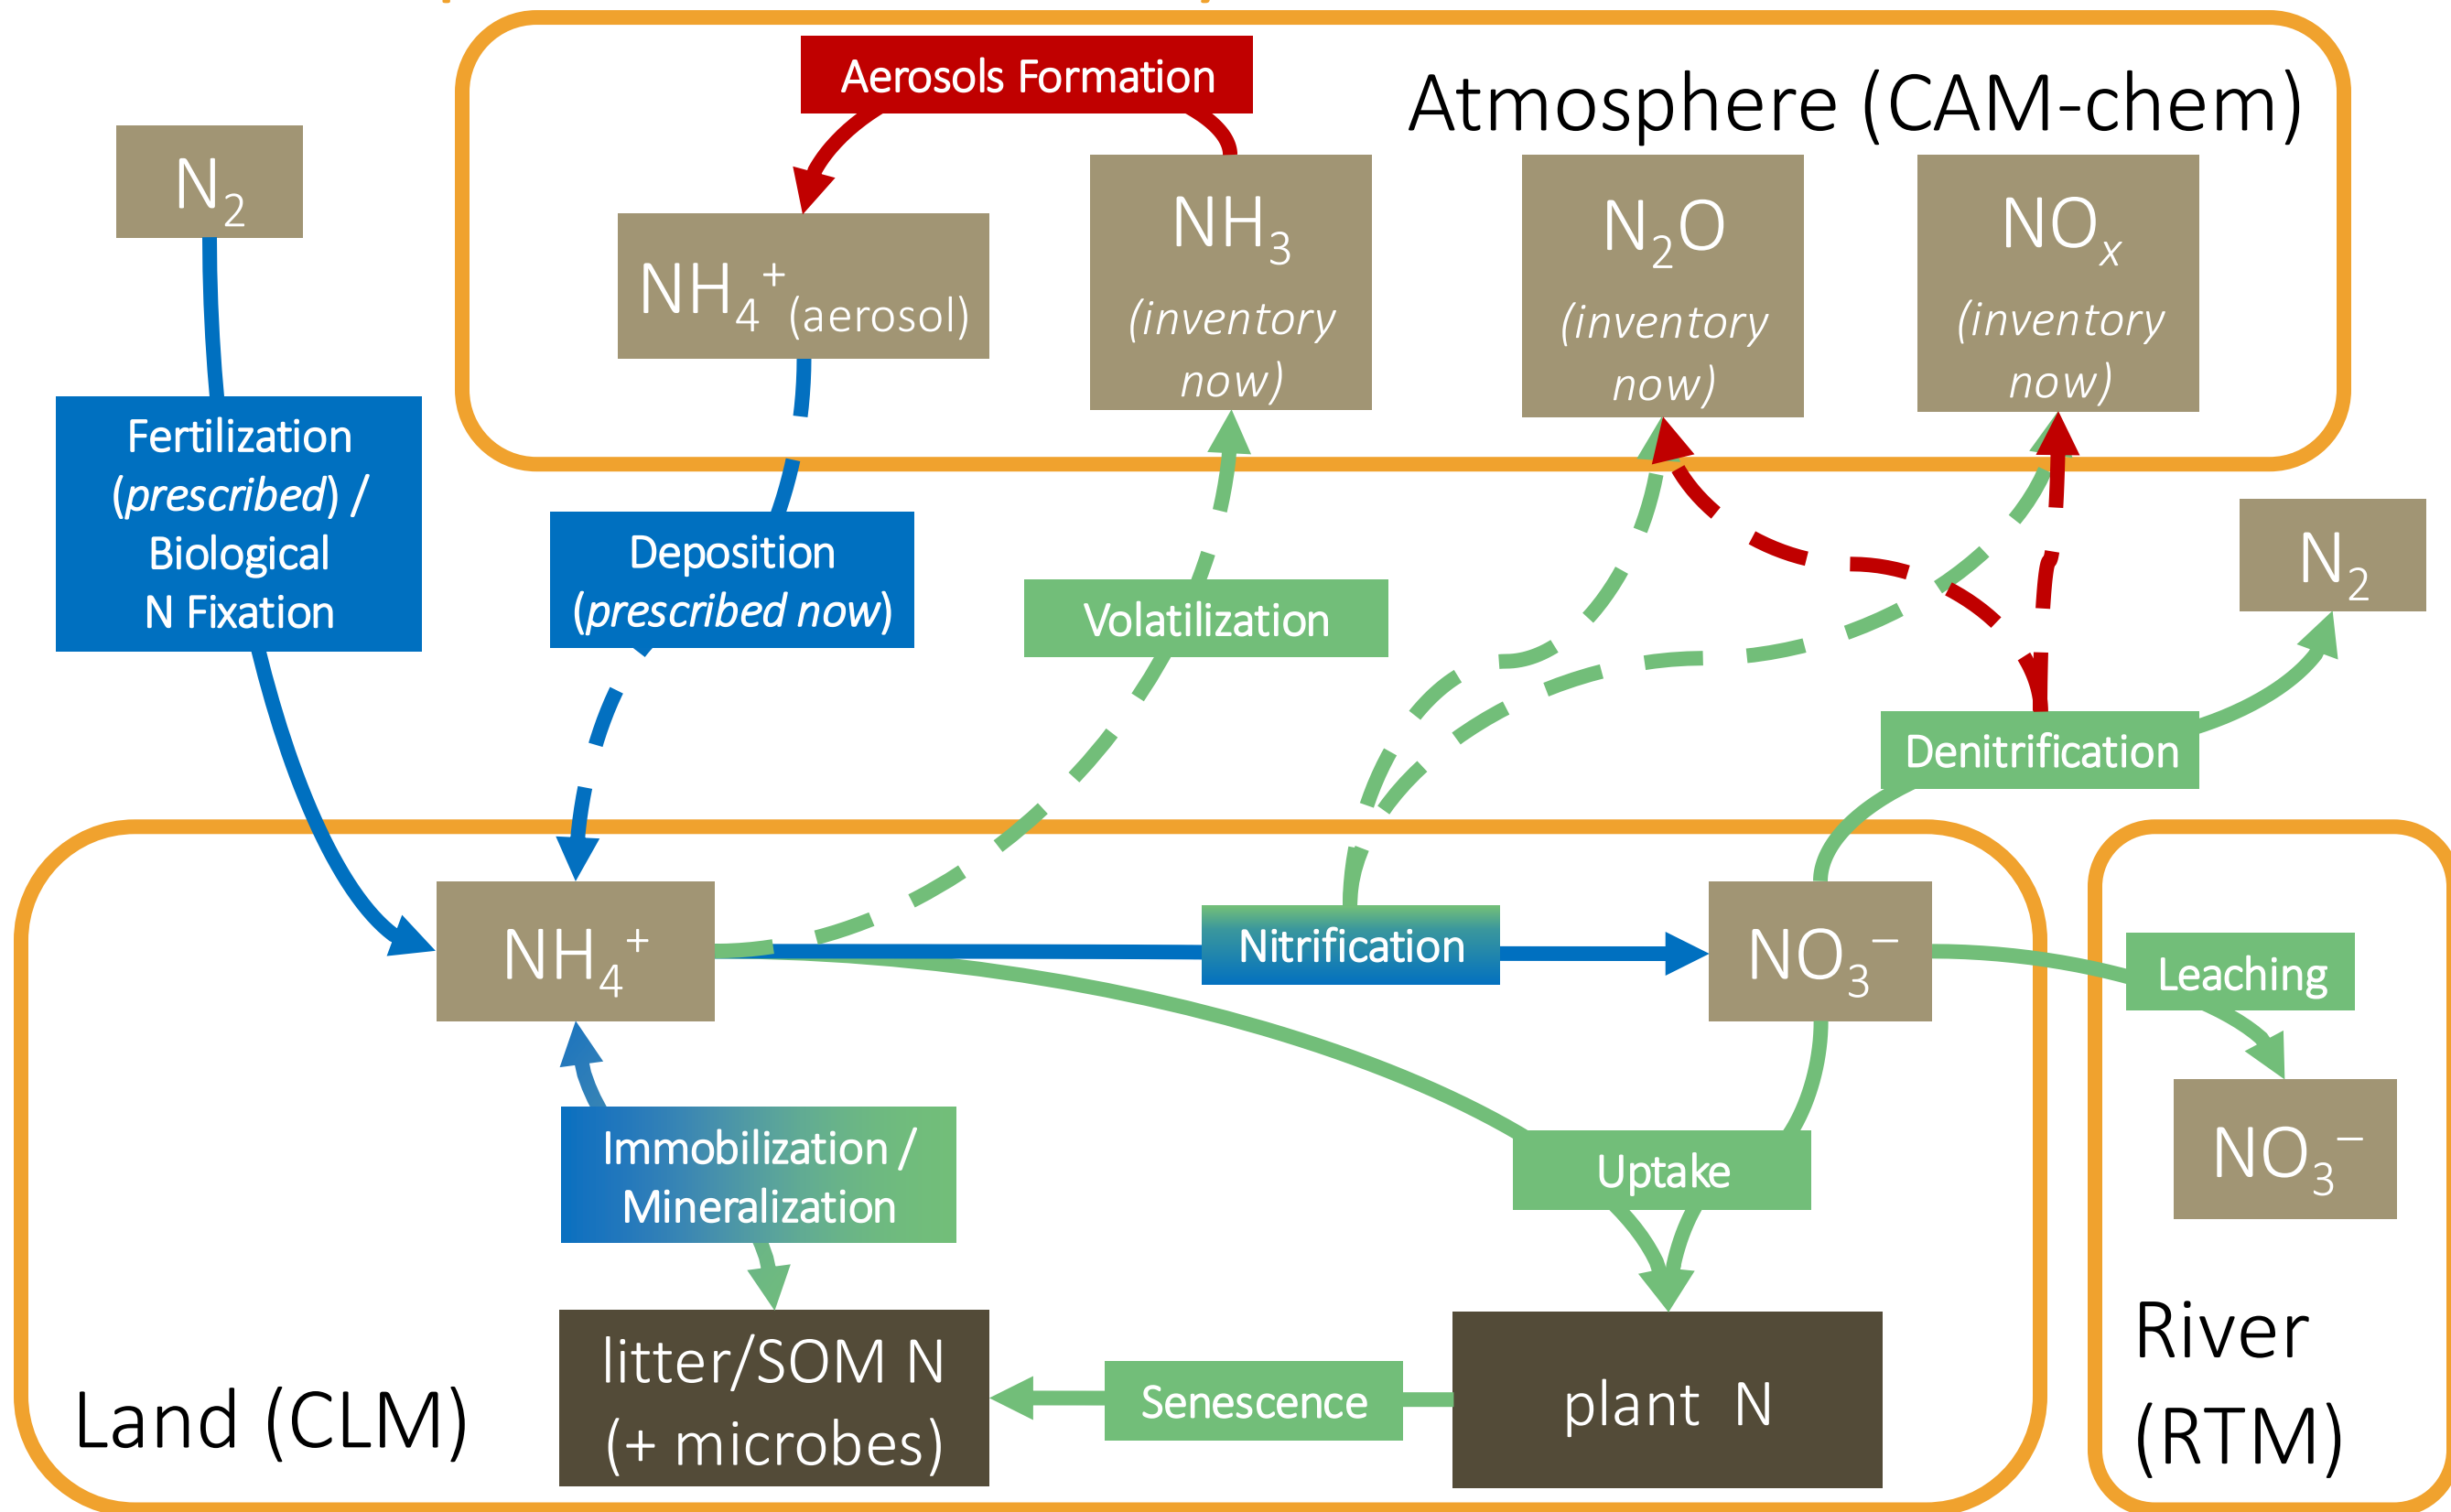 Aerosols Formation
Atmosphere (CAM-chem)
N2
NH4+(aerosol)
NH3
(inventory
now)
N2O
(inventory
now)
NOx
(inventory
now)
Fertilization
(prescribed) /
Biological
N Fixation
Deposition
(prescribed now)
Volatilization
N2
Denitrification
NH4+
Nitrification
NO3−
Leaching
Immobilization /
Mineralization
Uptake
NO3−
litter/SOM N
(+ microbes)
Senescence
plant N
Land (CLM)
River
(RTM)